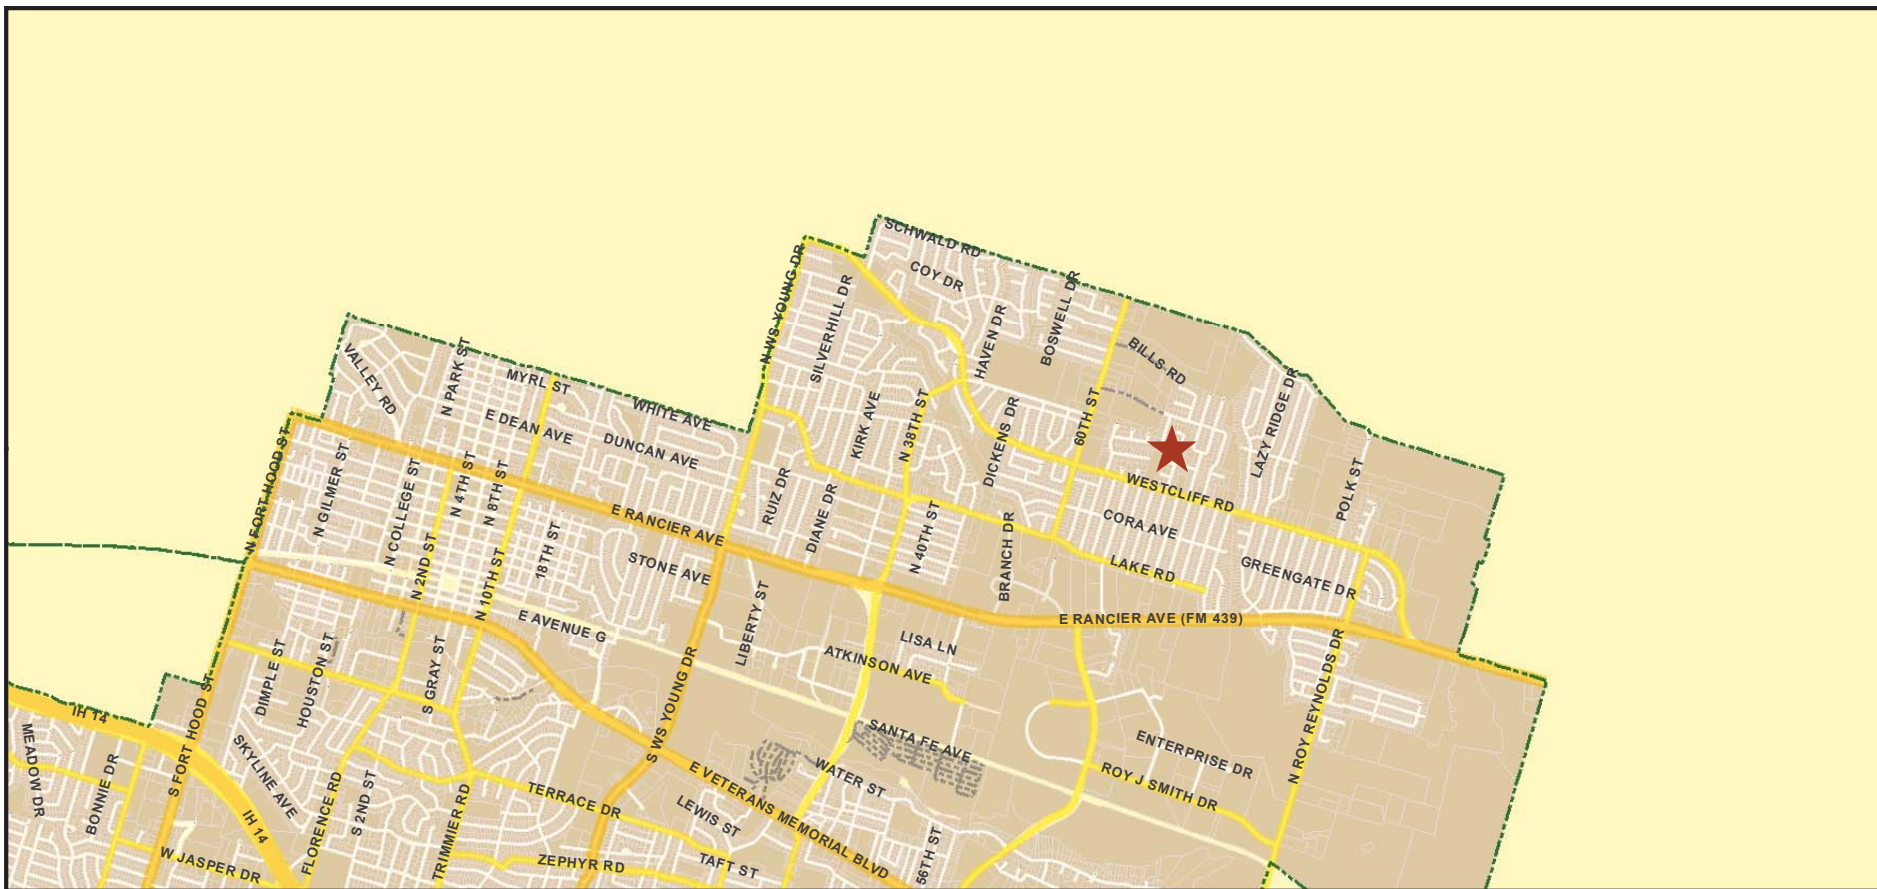 SCHWALD RD
COY DR
N WS YOUNG DR
SILVERHILL DR
HAVEN DR
BOSWELL DR
BILLS RD
VALLEY RD
N PARK ST
MYRL ST
WHITE AVE
E DEAN AVE
DUNCAN AVE
KIRK AVE
N 38TH ST
DICKENS DR
60TH ST
LAZY RIDGE DR
N FORT HOOD ST
N GILMER ST
N COLLEGE ST
N 4TH ST
N 8TH ST
RUIZ DR
DIANE DR
WESTCLIFF RD
POLK ST
E RANCIER AVE
CORA AVE
N 2ND ST
N 10TH ST
18TH ST
STONE AVE
N 40TH ST
BRANCH DR
LAKE RD
GREENGATE DR
E AVENUE G
LIBERTY ST
E RANCIER AVE (FM 439)
LISA LN
ATKINSON AVE
DIMPLE ST
HOUSTON ST
S GRAY ST
S WS YOUNG DR
N ROY REYNOLDS DR
IH 14
S FORT HOOD ST
SANTA FE AVE
ENTERPRISE DR
MEADOW DR
BONNIE DR
SKYLINE AVE
FLORENCE RD
S 2ND ST
TRIMMIER RD
TERRACE DR
E VETERANS MEMORIAL BLVD
WATER ST
ROY J SMITH DR
IH 14
LEWIS ST
W JASPER DR
ZEPHYR RD
TAFT ST
56TH ST